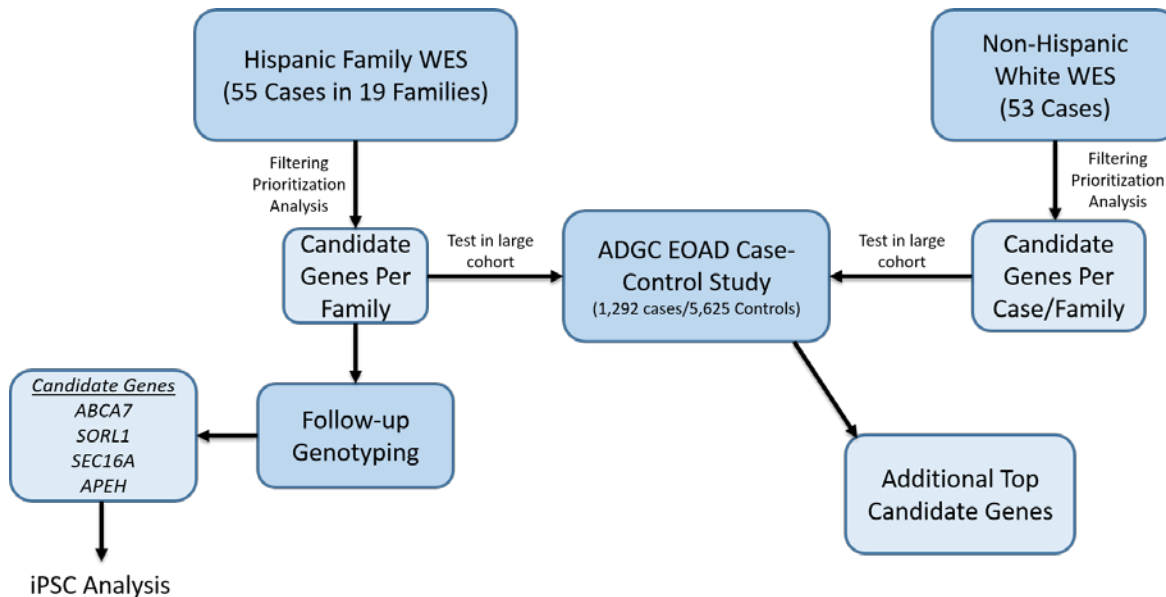 Hispanic Family WES
(55 Cases in 19 Families)
Non-Hispanic
White WES
(53 Cases)
Filtering
Prioritization
Analysis
Filtering
Prioritization
Analysis
Candidate
Genes Per
Family
Test in large
cohort
ADGC EOAD Case-
Control Study
(1,292 cases/5,625 Controls)
Test in large
cohort
Candidate
Genes Per
Case/Family
Candidate Genes
ABCA7
SORL1
SEC16A
APEH
Follow-up
Genotyping
Additional Top
Candidate Genes
iPSC Analysis